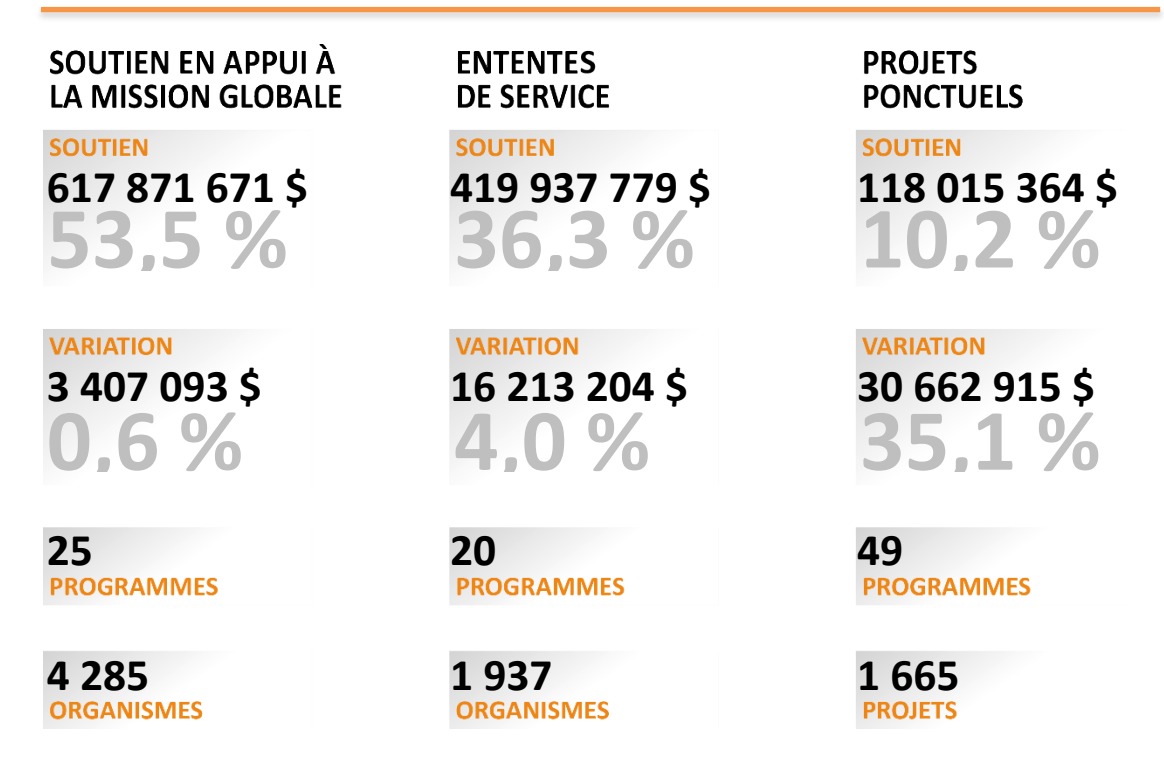 SOUTIEN EN APPUI À
LA MISSION GLOBALE
SOUTIEN
617 871 671 $
53,5 %
VARIATION
3 407 093 $
0,6 %
25
PROGRAMMES
4 285
ORGANISMES
ENTENTES
DE SERVICE
SOUTIEN
419 937 779 $
36,3 %
VARIATION
16 213 204 $
4,0 %
20
PROGRAMMES
1 937
ORGANISMES
PROJETS
PONCTUELS
SOUTIEN
118 015 364 $
10,2 %
VARIATION
30 662 915 $
35,1 %
49
PROGRAMMES
1 665
PROJETS